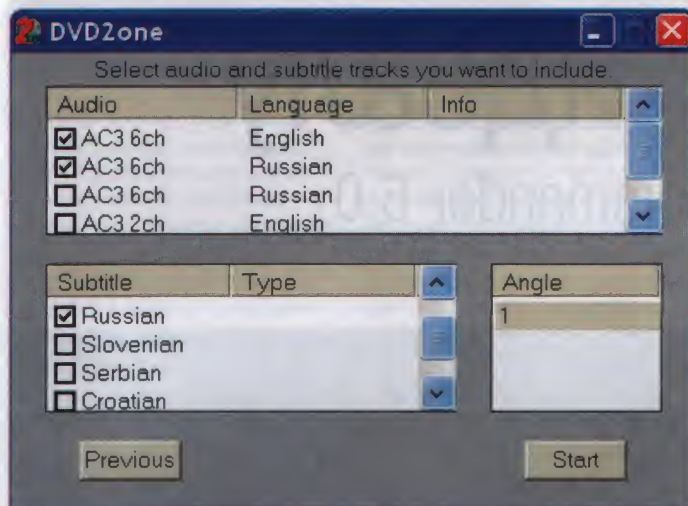 DVD2one
Select audio and subtitle tracks you want to include.
Audio Language Info
AC3 6ch English
AC3 6ch Russian
AC3 6ch Russian
AC3 2ch English
Subtitle Type
Angle
Russian
1
Slovenian
Serbian
Croatian
Previous Start